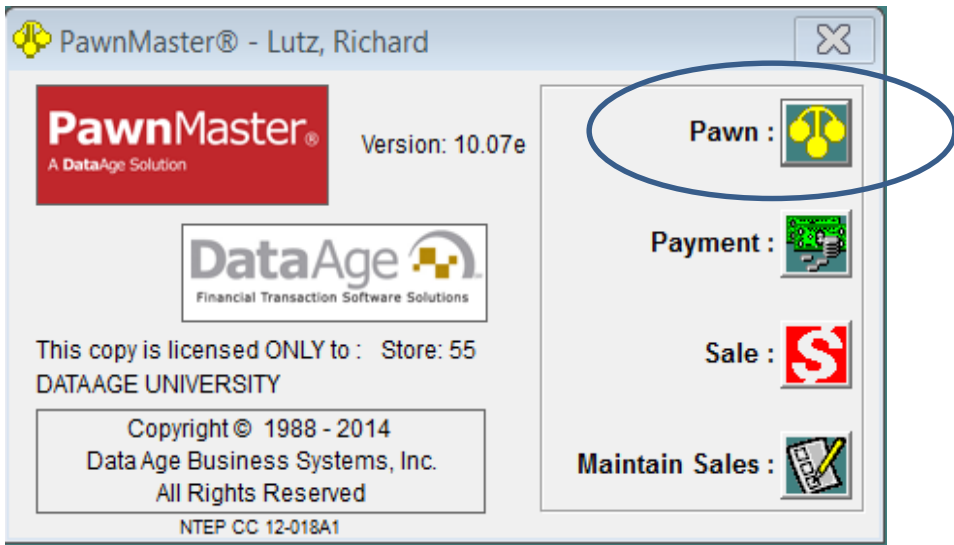 PawnMaster® - Lutz, Richard
PawnMaster®
A DataAge Solution
Version: 10.07e
DataAge
Financial Transaction Software Solutions
This copy is licensed ONLY to : Store: 55
DATAAGE UNIVERSITY
Copyright © 1988 - 2014
Data Age Business Systems, Inc.
All Rights Reserved
NTEP CC 12-018A1
Pawn :
Payment :
Sale :
S
Maintain Sales :